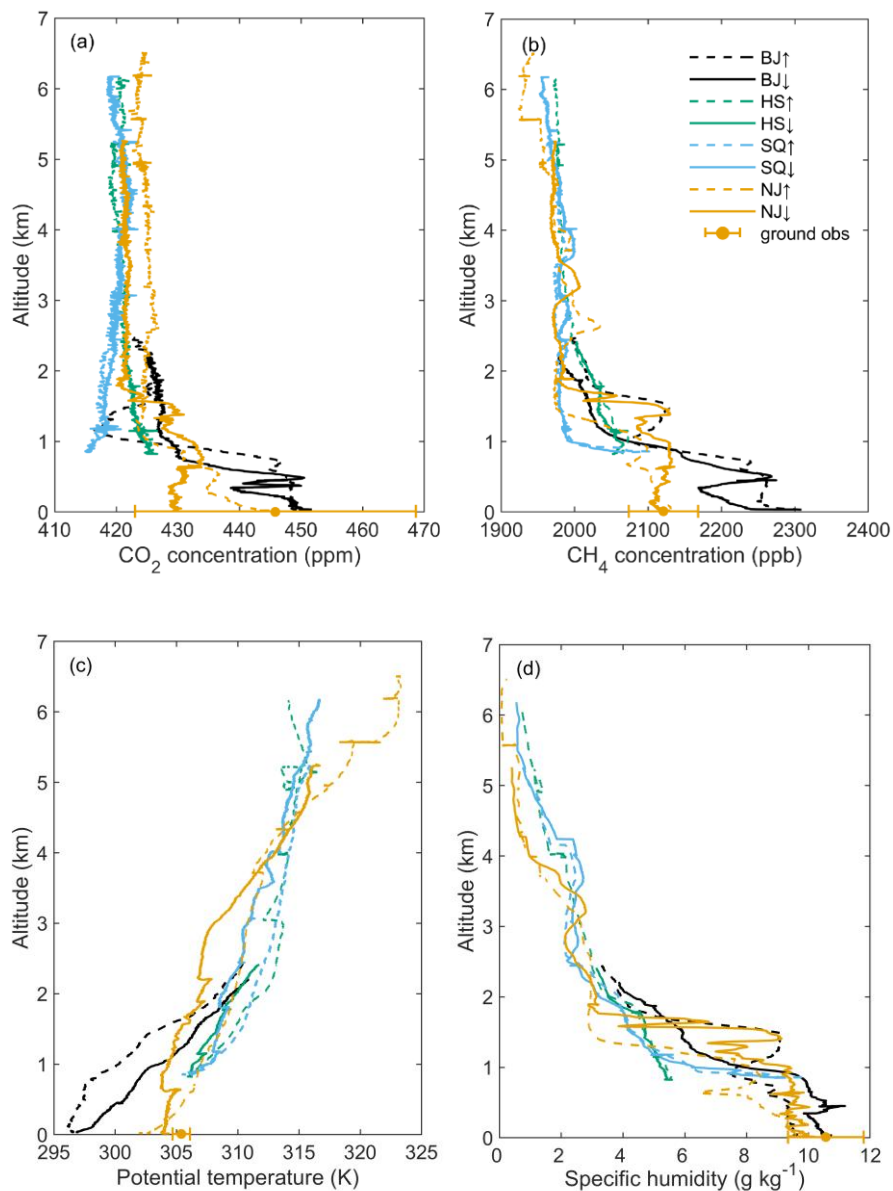 (a)
7
6
5
4
3
2
1
0
Altitude (km)
410 420 430 440 450 460 470
CO₂ concentration (ppm)
(b)
BJ↑
BJ↓
HS↑
HS↓
SQ↑
SQ↓
NJ↑
NJ↓
ground obs
7
6
5
4
3
2
1
0
Altitude (km)
1900 2000 2100 2200 2300 2400
CH₄ concentration (ppb)
(c)
7
6
5
4
3
2
1
0
Altitude (km)
295 300 305 310 315 320 325
Potential temperature (K)
(d)
7
6
5
4
3
2
1
0
Altitude (km)
0 2 4 6 8 10 12
Specific humidity (g kg⁻¹)